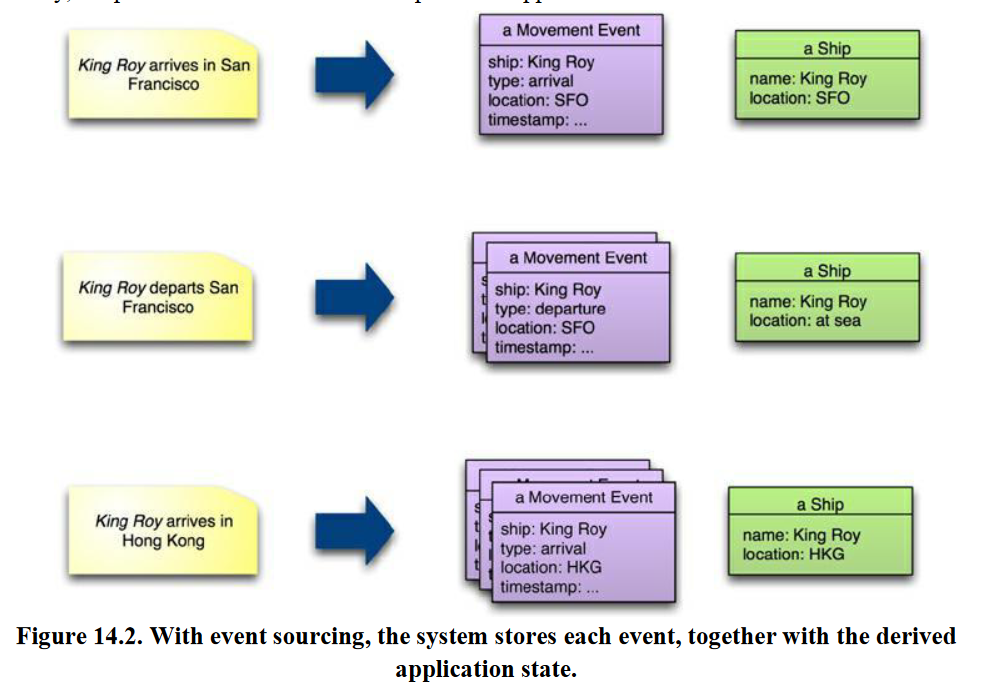 King Roy arrives in San
Francisco
a Movement Event
ship: King Roy
type: arrival
location: SFO
timestamp: ...
a Ship
name: King Roy
location: SFO
King Roy departs San
Francisco
a Movement Event
ship: King Roy
type: departure
location: SFO
timestamp: ...
a Ship
name: King Roy
location: at sea
King Roy arrives in
Hong Kong
a Movement Event
ship: King Roy
type: arrival
location: HKG
timestamp: ...
a Ship
name: King Roy
location: HKG
Figure 14.2. With event sourcing, the system stores each event, together with the derived
application state.